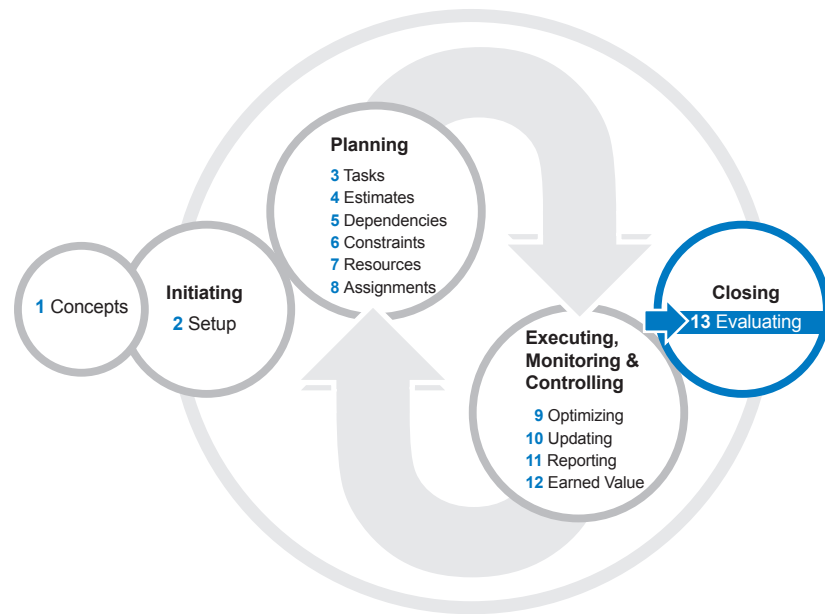 1 Concepts
Initiating
2 Setup
Planning
3 Tasks
4 Estimates
5 Dependencies
6 Constraints
7 Resources
8 Assignments
Executing,
Monitoring &
Controlling
9 Optimizing
10 Updating
11 Reporting
12 Earned Value
Closing
13 Evaluating